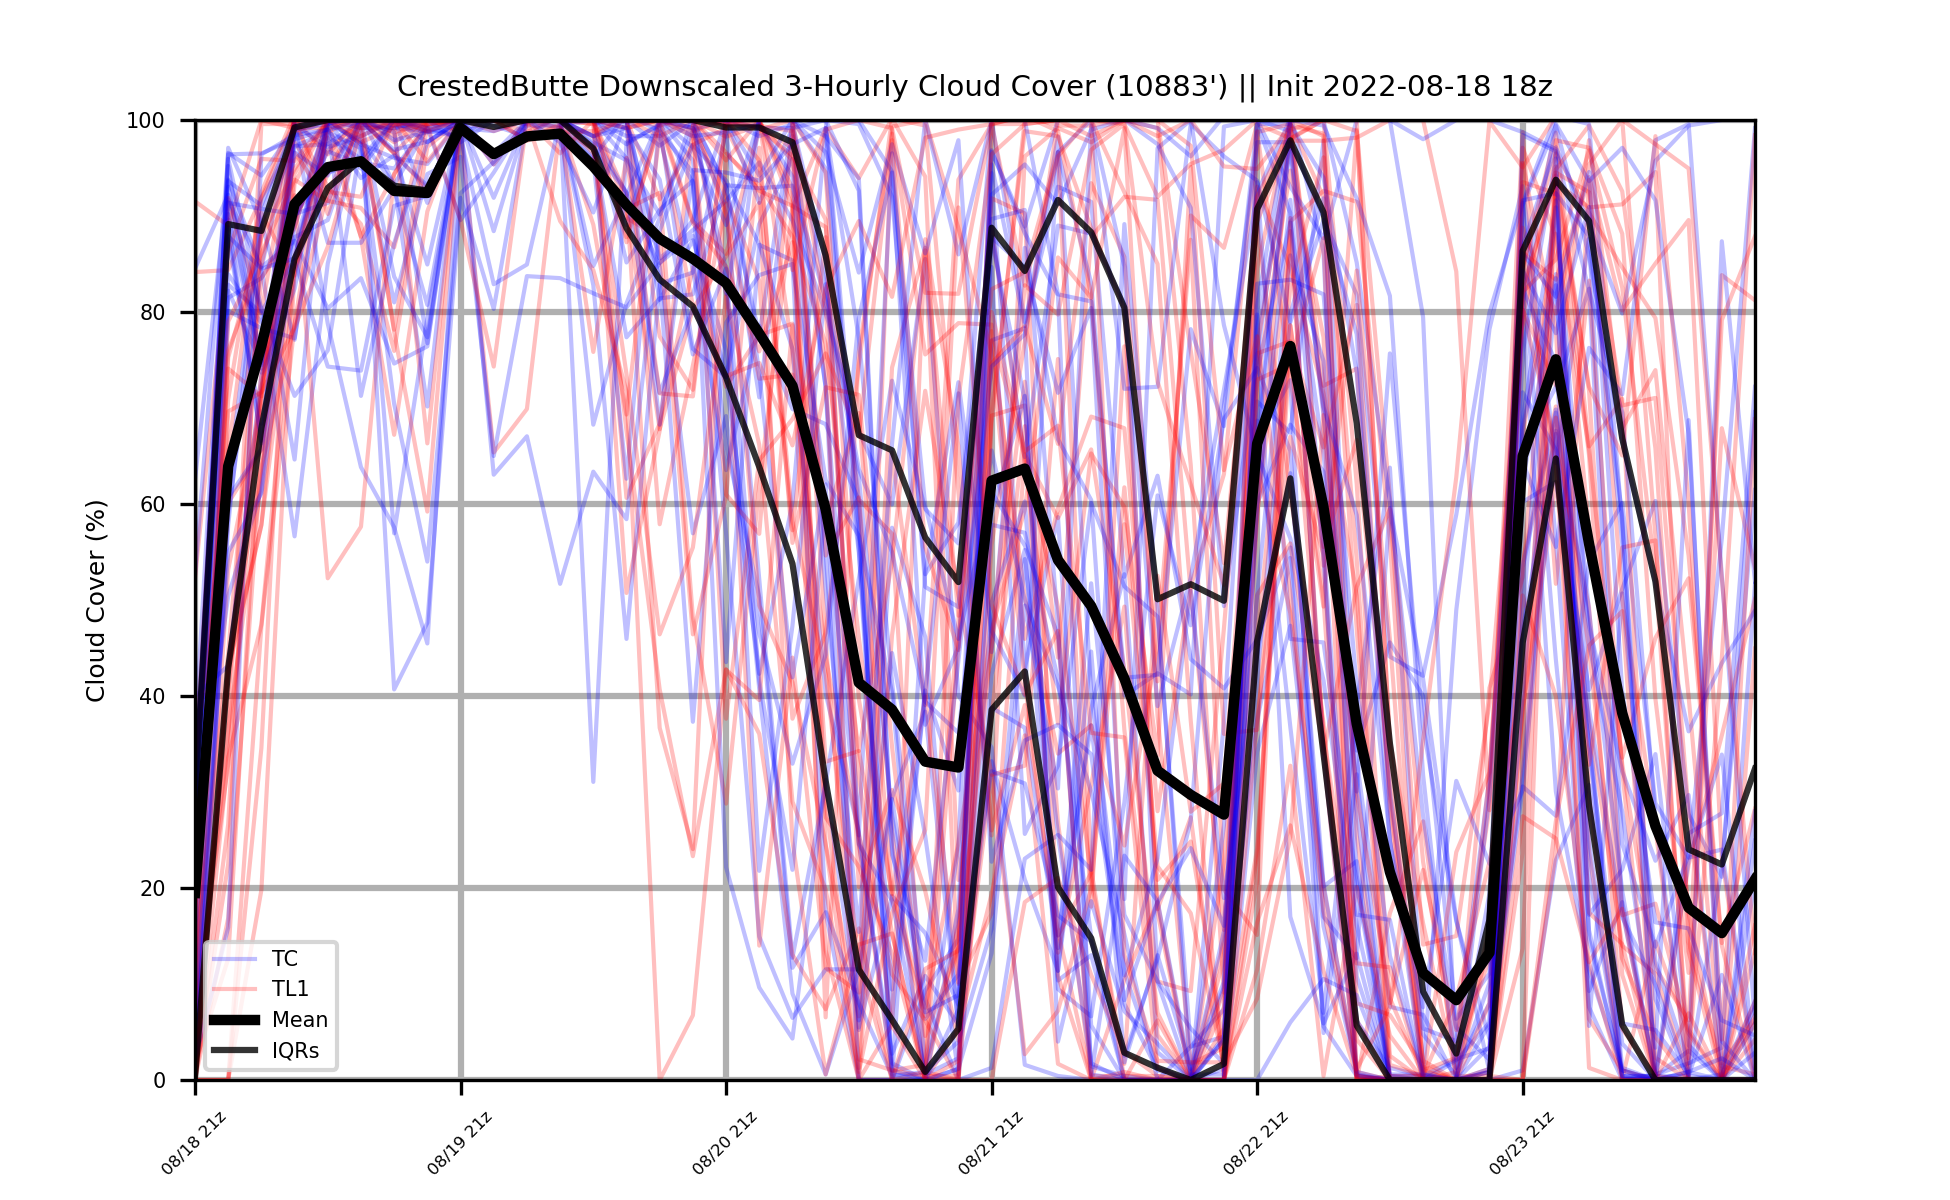 CrestedButte Downscaled 3-Hourly Cloud Cover (10883') || Init 2022-08-18 18z
Cloud Cover (%)
100
80
60
40
20
0
TC
TL1
Mean
IQRs
08/18 21z
08/19 21z
08/20 21z
08/21 21z
08/22 21z
08/23 21z